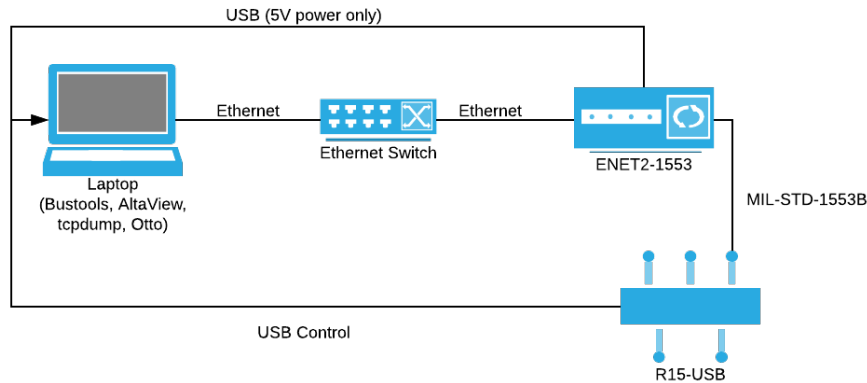 USB (5V power only)
Ethernet
Ethernet
Ethernet Switch
ENET2-1553
Laptop
(Bustools, AltaView,
tcpdump, Otto)
MIL-STD-1553B
USB Control
R15-USB